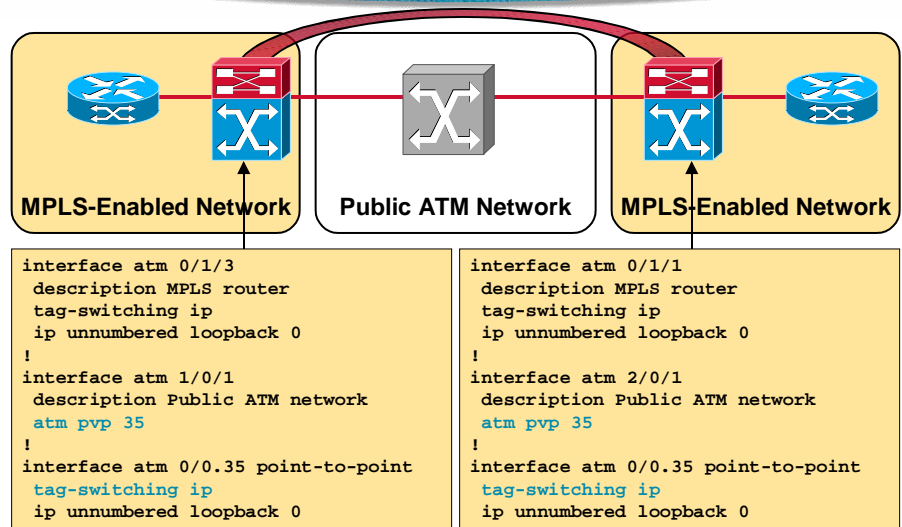 MPLS-Enabled Network
Public ATM Network
MPLS-Enabled Network
interface atm 0/1/3
description MPLS router
tag-switching ip
ip unnumbered loopback 0
!
interface atm 1/0/1
description Public ATM network
atm pvp 35
!
interface atm 0/0.35 point-to-point
tag-switching ip
ip unnumbered loopback 0
interface atm 0/1/1
description MPLS router
tag-switching ip
ip unnumbered loopback 0
!
interface atm 2/0/1
description Public ATM network
atm pvp 35
!
interface atm 0/0.35 point-to-point
tag-switching ip
ip unnumbered loopback 0